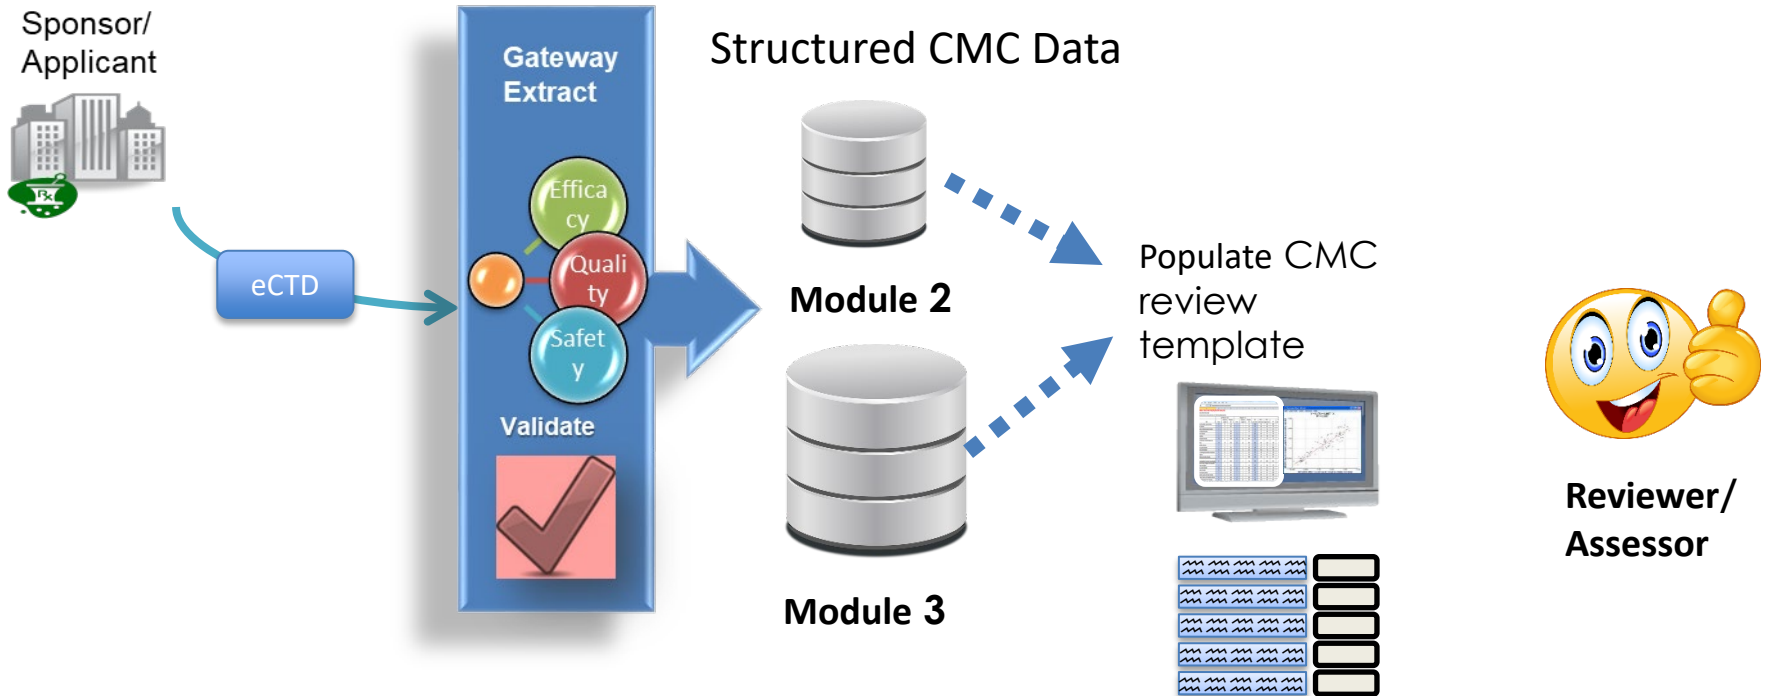 Sponsor/
Applicant
Rx
eCTD
Gateway
Extract
Effica
cy
Quali
ty
Safet
y
Validate
Structured CMC Data
Module 2
Module 3
Populate CMC
review
template
Reviewer/
Assessor